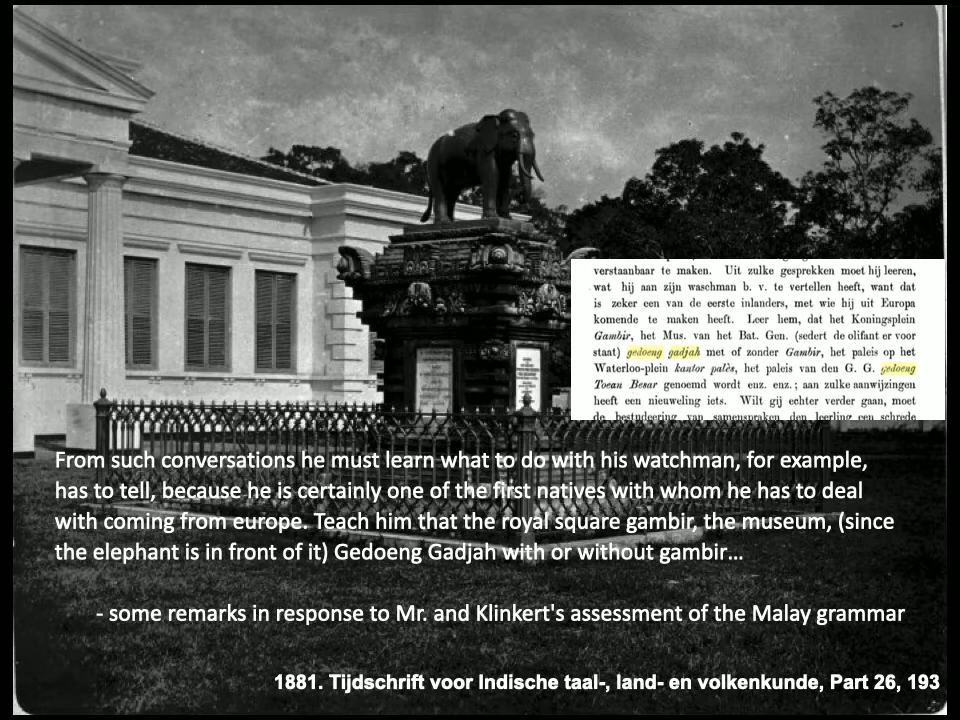 verstaanbaar te maken. Uit zulke gesprekken moet hij leeren,
wat hij aan zijn waschman b. v. te vertellen heeft, want dat
is zeker een van de eerste inlanders, met wie hij uit Europa
komende te maken heeft. Leer hem, dat het Koningsplein
Gambir, het Mus. van het Bat. Gen. (sedert de olifant er voor
staat) gedoeng gadjah met of zonder Gambir, het paleis op het
Waterloo-plein kantor palès, het paleis van den G. G. gedoeng
Toean Besar genoemd wordt enz. enz.; aan zulke aanwijzingen
heeft een nieuweling iets. Wilt gij echter verder gaan, moet
de bestudeering van samenspraken den leerling een schrede
From such conversations he must learn what to do with his watchman, for example,
has to tell, because he is certainly one of the first natives with whom he has to deal
with coming from europe. Teach him that the royal square gambir, the museum, (since
the elephant is in front of it) Gedoeng Gadjah with or without gambir...
- some remarks in response to Mr. and Klinkert's assessment of the Malay grammar
1881. Tijdschrift voor Indische taal-, land- en volkenkunde, Part 26, 193